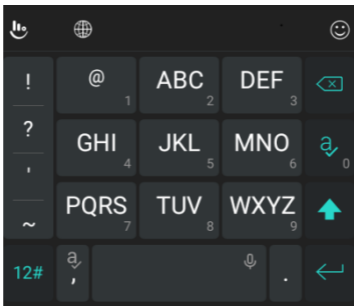 ! @ 1 ABC 2 DEF 3
? GHI 4 JKL 5 MNO 6 a 0
'
~ PQRS 7 TUV 8 WXYZ 9
12# a , .